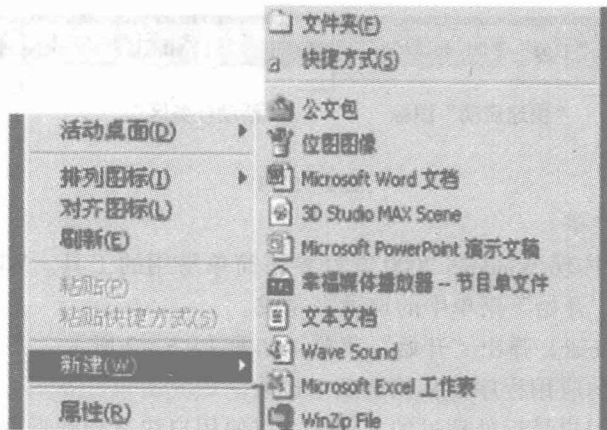 活动桌面(D)
排列图标(I)
对齐图标(L)
刷新(E)
粘贴(P)
粘贴快捷方式(S)
新建(W)
属性(R)
文件夹(F)
快捷方式(S)
公文包
位图图像
Microsoft Word 文档
3D Studio MAX Scene
Microsoft PowerPoint 演示文稿
幸福媒体播放器 -- 节目单文件
文本文档
Wave Sound
Microsoft Excel 工作表
WinZip File